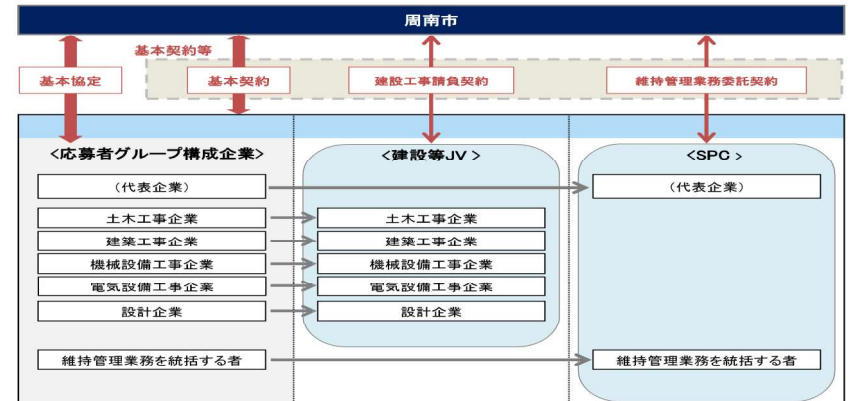 周南市
基本契約等
基本協定
基本契約
建設工事請負契約
維持管理業務委託契約
<応募者グループ構成企業>
<建設等JV >
<SPC >
(代表企業)
(代表企業)
土木工事企業
土木工事企業
建築工事企業
建築工事企業
機械設備工事企業
機械設備工事企業
電気設備工事企業
電気設備工事企業
設計企業
設計企業
維持管理業務を統括する者
維持管理業務を統括する者